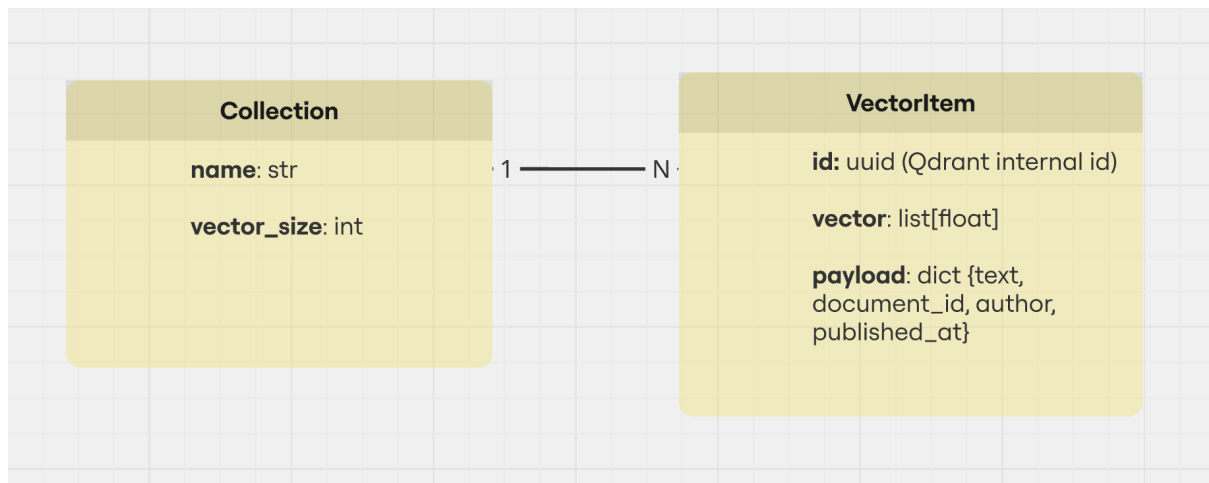 Collection
name: str
vector_size: int
1
N
VectorItem
id: uuid (Qdrant internal id)
vector: list[float]
payload: dict {text,
document_id, author,
published_at}